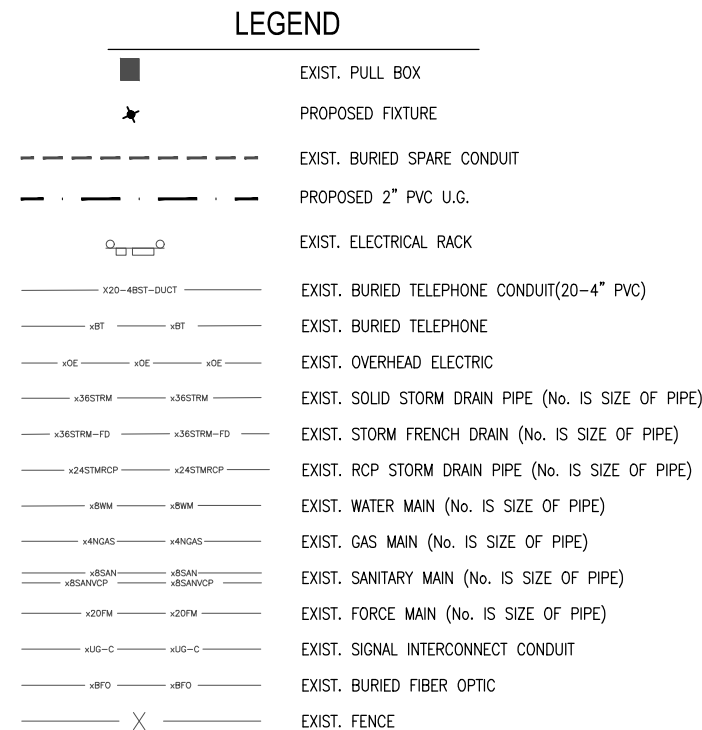 LEGEND
EXIST. PULL BOX
PROPOSED FIXTURE
EXIST. BURIED SPARE CONDUIT
PROPOSED 2" PVC U.G.
EXIST. ELECTRICAL RACK
X20-4BST-DUCT EXIST. BURIED TELEPHONE CONDUIT(20-4" PVC)
xBT xBT EXIST. BURIED TELEPHONE
xOE xOE xOE EXIST. OVERHEAD ELECTRIC
x36STRM x36STRM EXIST. SOLID STORM DRAIN PIPE (No. IS SIZE OF PIPE)
x36STRM-FD x36STRM-FD EXIST. STORM FRENCH DRAIN (No. IS SIZE OF PIPE)
x24STMRCP x24STMRCP EXIST. RCP STORM DRAIN PIPE (No. IS SIZE OF PIPE)
x8WM x8WM EXIST. WATER MAIN (No. IS SIZE OF PIPE)
x4NGAS x4NGAS EXIST. GAS MAIN (No. IS SIZE OF PIPE)
x8SAN x8SAN
x8SANVCP x8SANVCP EXIST. SANITARY MAIN (No. IS SIZE OF PIPE)
x20FM x20FM EXIST. FORCE MAIN (No. IS SIZE OF PIPE)
xUG-C xUG-C EXIST. SIGNAL INTERCONNECT CONDUIT
xBFO xBFO EXIST. BURIED FIBER OPTIC
X EXIST. FENCE